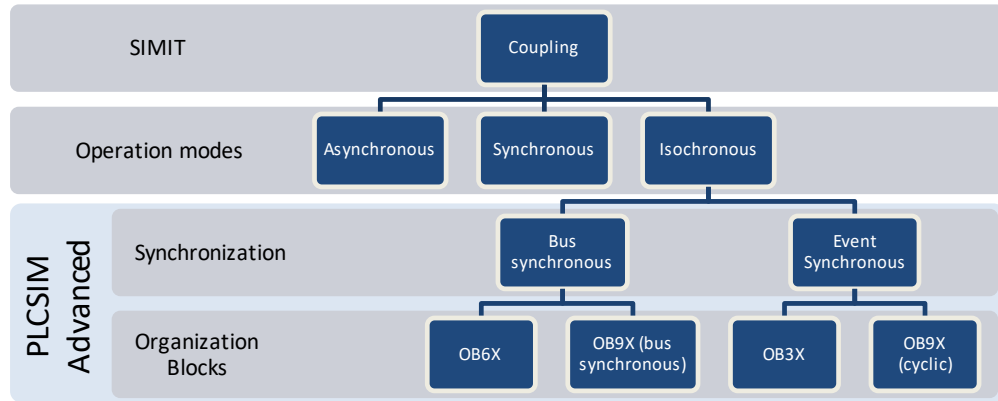 SIMIT
Coupling
Operation modes
Asynchronous
Synchronous
Isochronous
PLCSIM
Advanced
Synchronization
Bus
synchronous
Event
Synchronous
Organization
Blocks
OB6X
OB9X (bus
synchronous)
OB3X
OB9X
(cyclic)